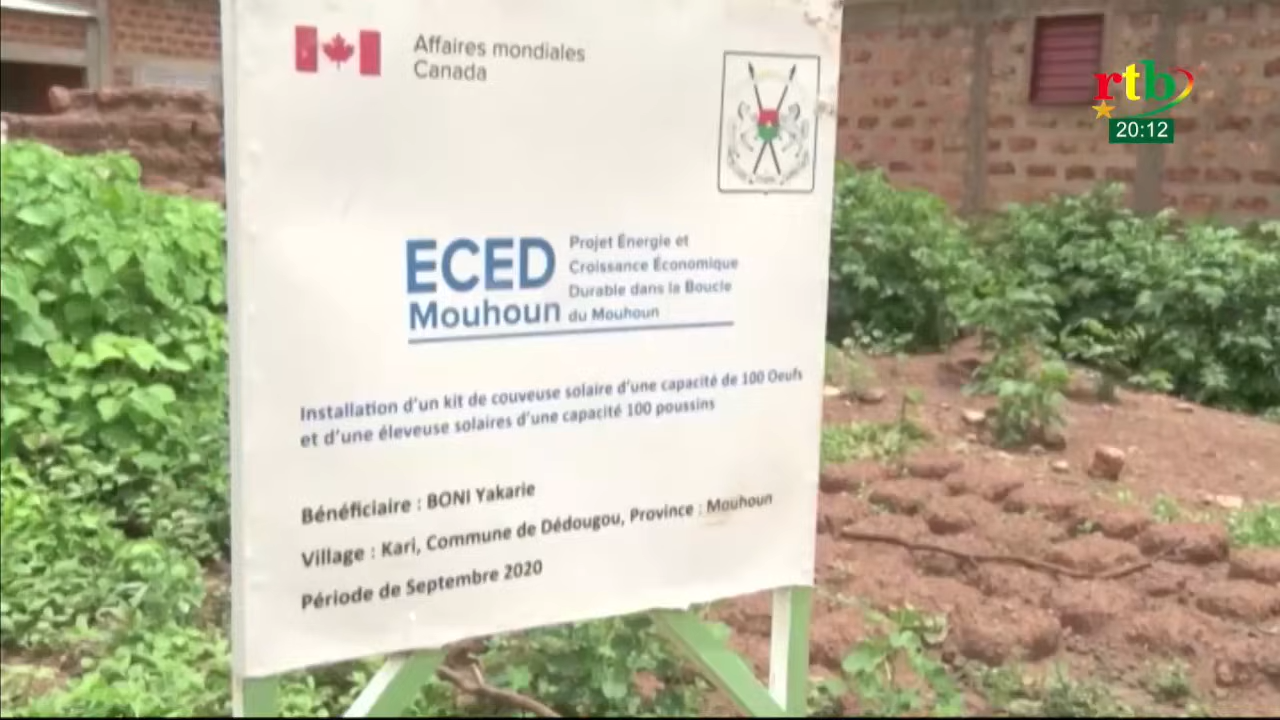 Affaires mondiales
Canada
rtb
20:12
ECED
Mouhoun
Projet Énergie et
Croissance Économique
Durable dans la Boucle
du Mouhoun
Installation d'un kit de couveuse solaire d'une capacité de 100 Oeufs
et d'une éleveuse solaires d'une capacité 100 poussins
Bénéficiaire : BONI Yakarie
Village : Kari, Commune de Dédougou, Province : Mouhoun
Période de Septembre 2020